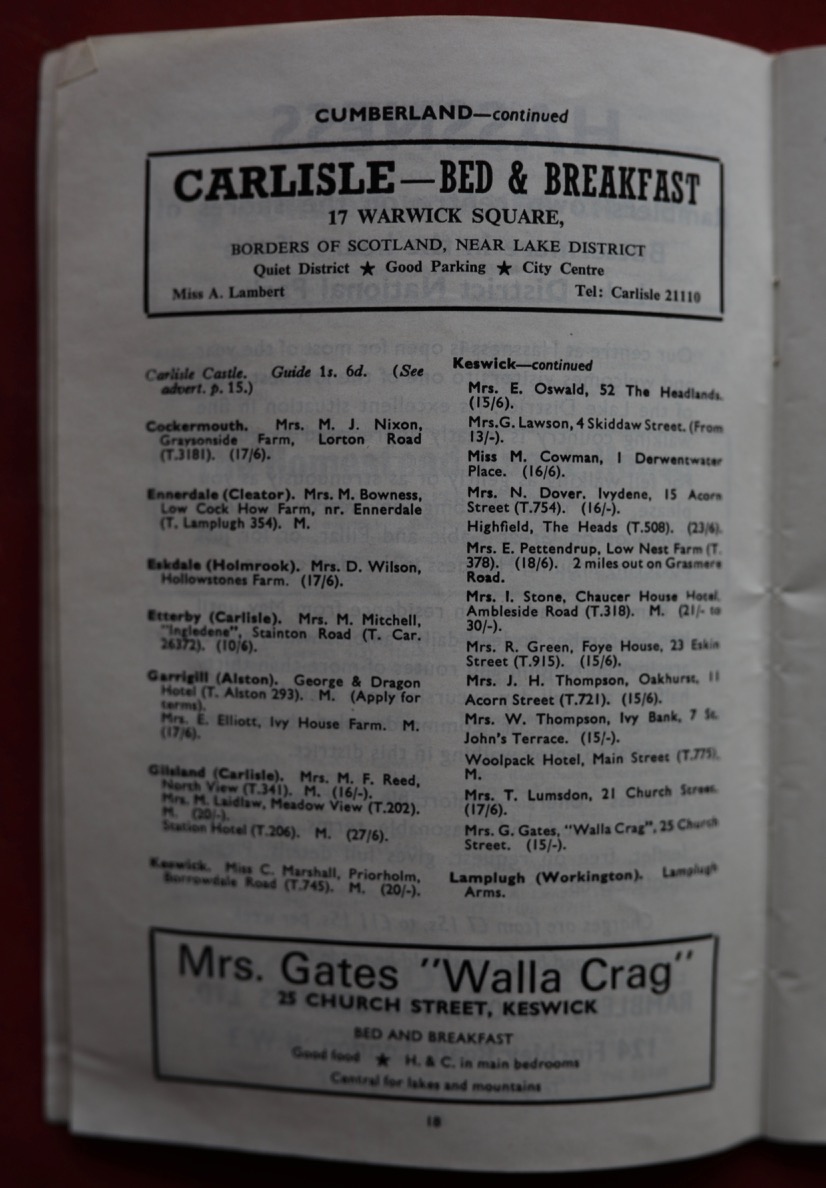 CUMBERLAND—continued
CARLISLE—BED & BREAKFAST
17 WARWICK SQUARE,
BORDERS OF SCOTLAND, NEAR LAKE DISTRICT
Quiet District ★ Good Parking ★ City Centre
Miss A. Lambert Tel: Carlisle 21110
Carlisle Castle. Guide 1s. 6d. (See
advert. p. 15.)
Cockermouth. Mrs. M. J. Nixon,
Graysonside Farm, Lorton Road
(T.3181). (17/6).
Ennerdale (Cleator). Mrs. M. Bowness,
Low Cock How Farm, nr. Ennerdale
(T. Lamplugh 354). M.
Eskdale (Holmrook). Mrs. D. Wilson,
Hollowstones Farm. (17/6).
Etterby (Carlisle). Mrs. M. Mitchell,
"Ingledene", Stainton Road (T. Car.
26372). (10/6).
Garrigill (Alston). George & Dragon
Hotel (T. Alston 293). M. (Apply for
terms).
Mrs. E. Elliott, Ivy House Farm. M.
(17/6).
Gilsland (Carlisle). Mrs. M. F. Reed,
North View (T.341). M. (16/-).
Mrs. M. Laidlaw, Meadow View (T.202).
M. (20/-).
Station Hotel (T.206). M. (27/6).
Keswick. Miss C. Marshall, Priorholm,
Borrowdale Road (T.745). M. (20/-).
Keswick—continued
Mrs. E. Oswald, 52 The Headlands.
(15/6).
Mrs.G. Lawson, 4 Skiddaw Street. (From
13/-).
Miss M. Cowman, 1 Derwentwater
Place. (16/6).
Mrs. N. Dover, Ivydene, 15 Acorn
Street (T.754). (16/-).
Highfield, The Heads (T.508). (23/6).
Mrs. E. Pettendrup, Low Nest Farm (T.
378). (18/6). 2 miles out on Grasmere
Road.
Mrs. I. Stone, Chaucer House Hotel,
Ambleside Road (T.318). M. (21/- to
30/-).
Mrs. R. Green, Foye House, 23 Eskin
Street (T.915). (15/6).
Mrs. J. H. Thompson, Oakhurst, 11
Acorn Street (T.721). (15/6).
Mrs. W. Thompson, Ivy Bank, 7 St.
John's Terrace. (15/-).
Woolpack Hotel, Main Street (T.775).
M.
Mrs. T. Lumsdon, 21 Church Street.
(17/6).
Mrs. G. Gates, "Walla Crag", 25 Church
Street. (15/-).
Lamplugh (Workington). Lamplugh
Arms.
Mrs. Gates "Walla Crag"
25 CHURCH STREET, KESWICK
BED AND BREAKFAST
Good food ★ H. & C. in main bedrooms
Central for lakes and mountains
18